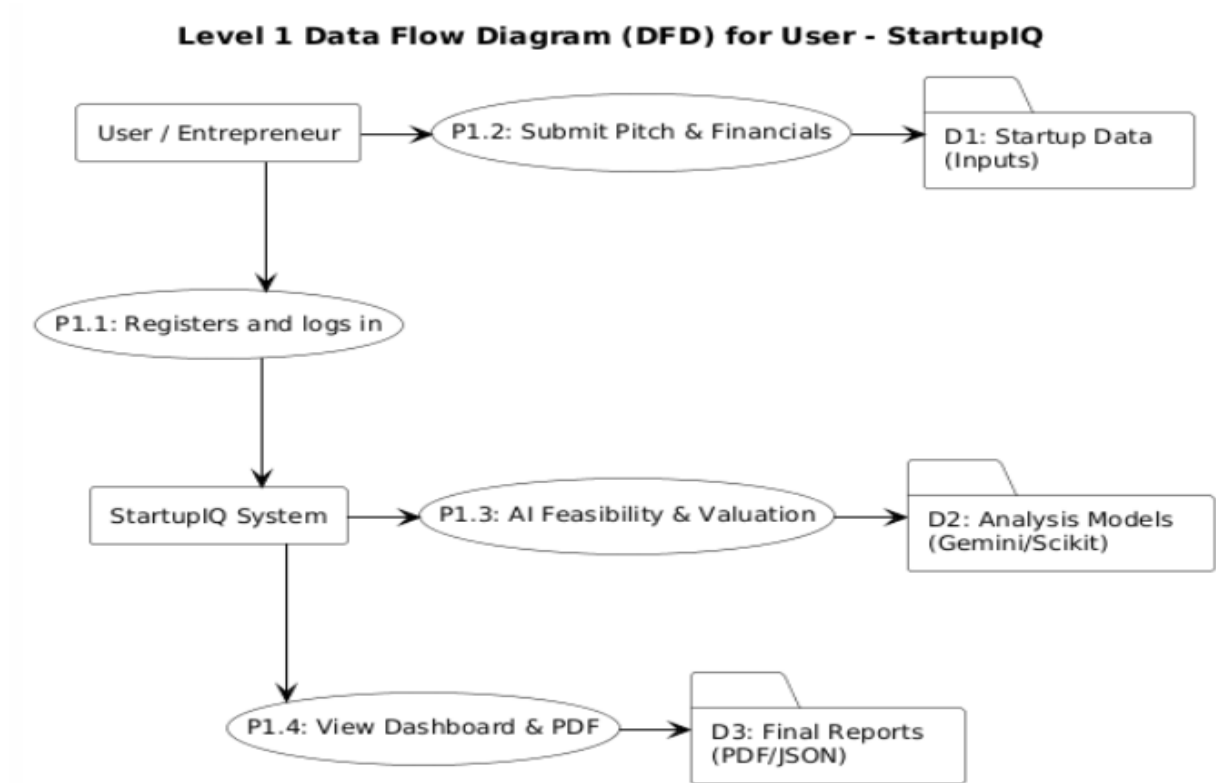 Level 1 Data Flow Diagram (DFD) for User - StartupIQ
User / Entrepreneur
P1.2: Submit Pitch & Financials
D1: Startup Data
(Inputs)
P1.1: Registers and logs in
StartupIQ System
P1.3: AI Feasibility & Valuation
D2: Analysis Models
(Gemini/Scikit)
P1.4: View Dashboard & PDF
D3: Final Reports
(PDF/JSON)